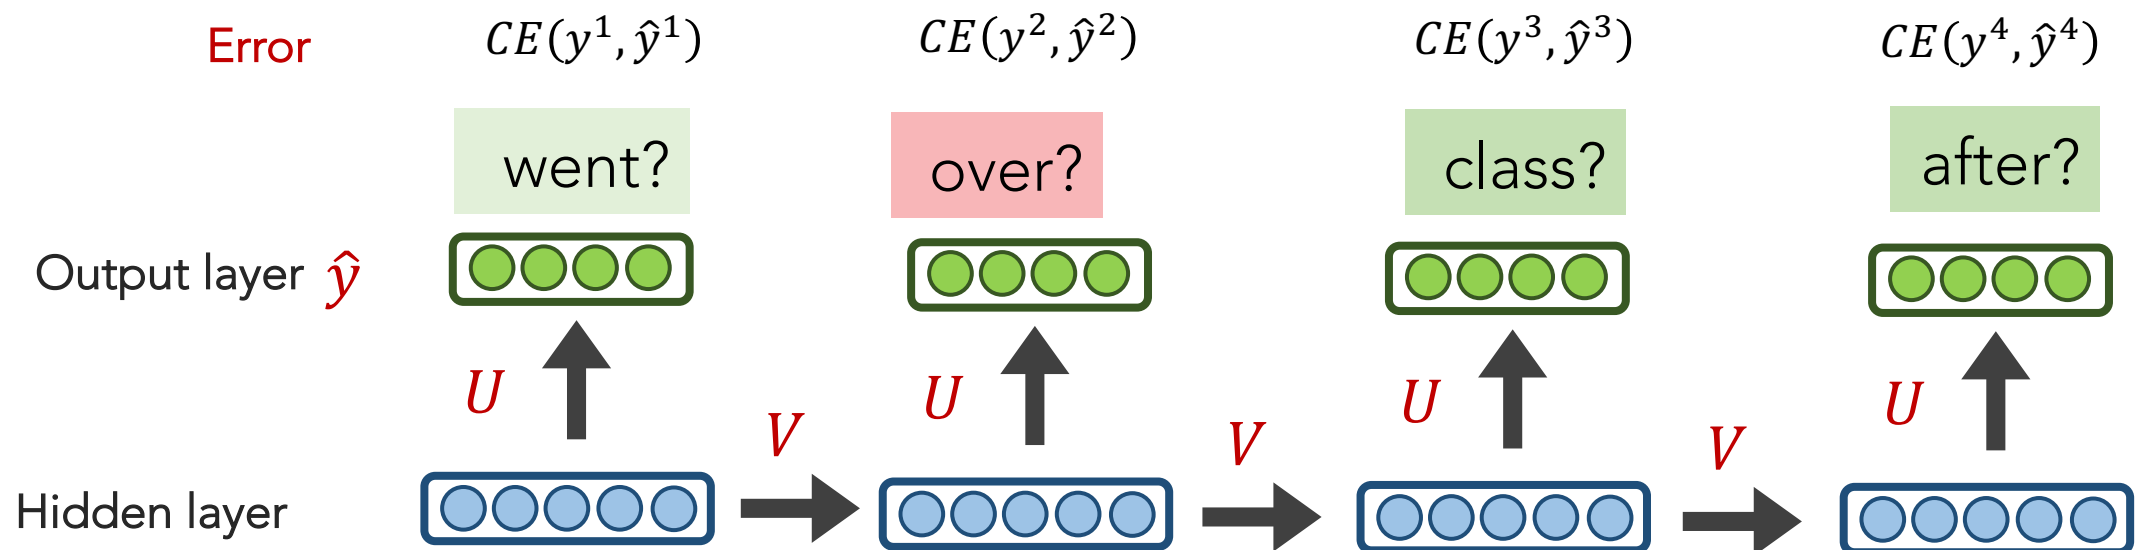 Error CE(y¹, ŷ¹) CE(y², ŷ²) CE(y³, ŷ³) CE(y⁴, ŷ⁴)
went? over? class? after?
Output layer ŷ
U U U U
V V V
Hidden layer